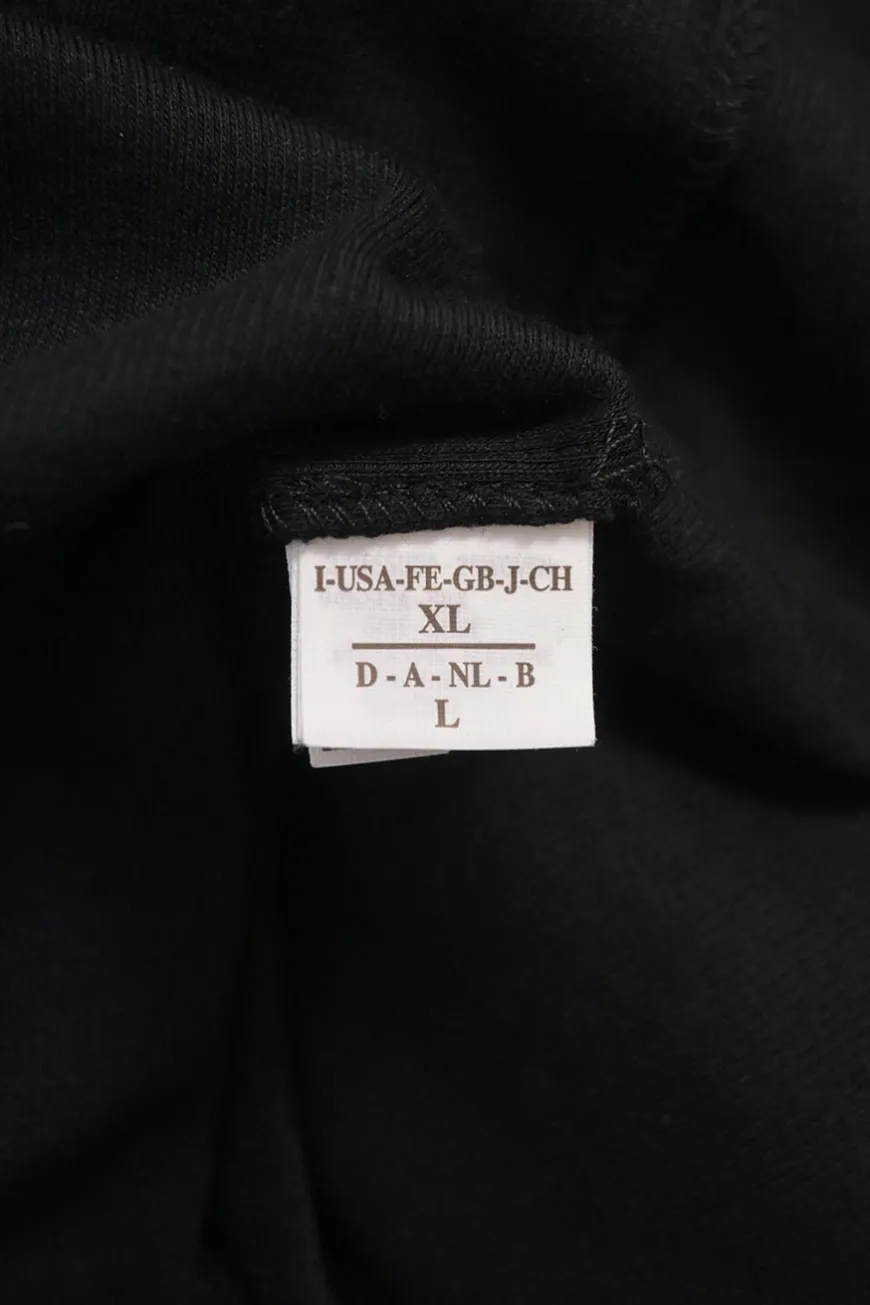 I-USA-FE-GB-J-CH
XL
D - A - NL - B
L